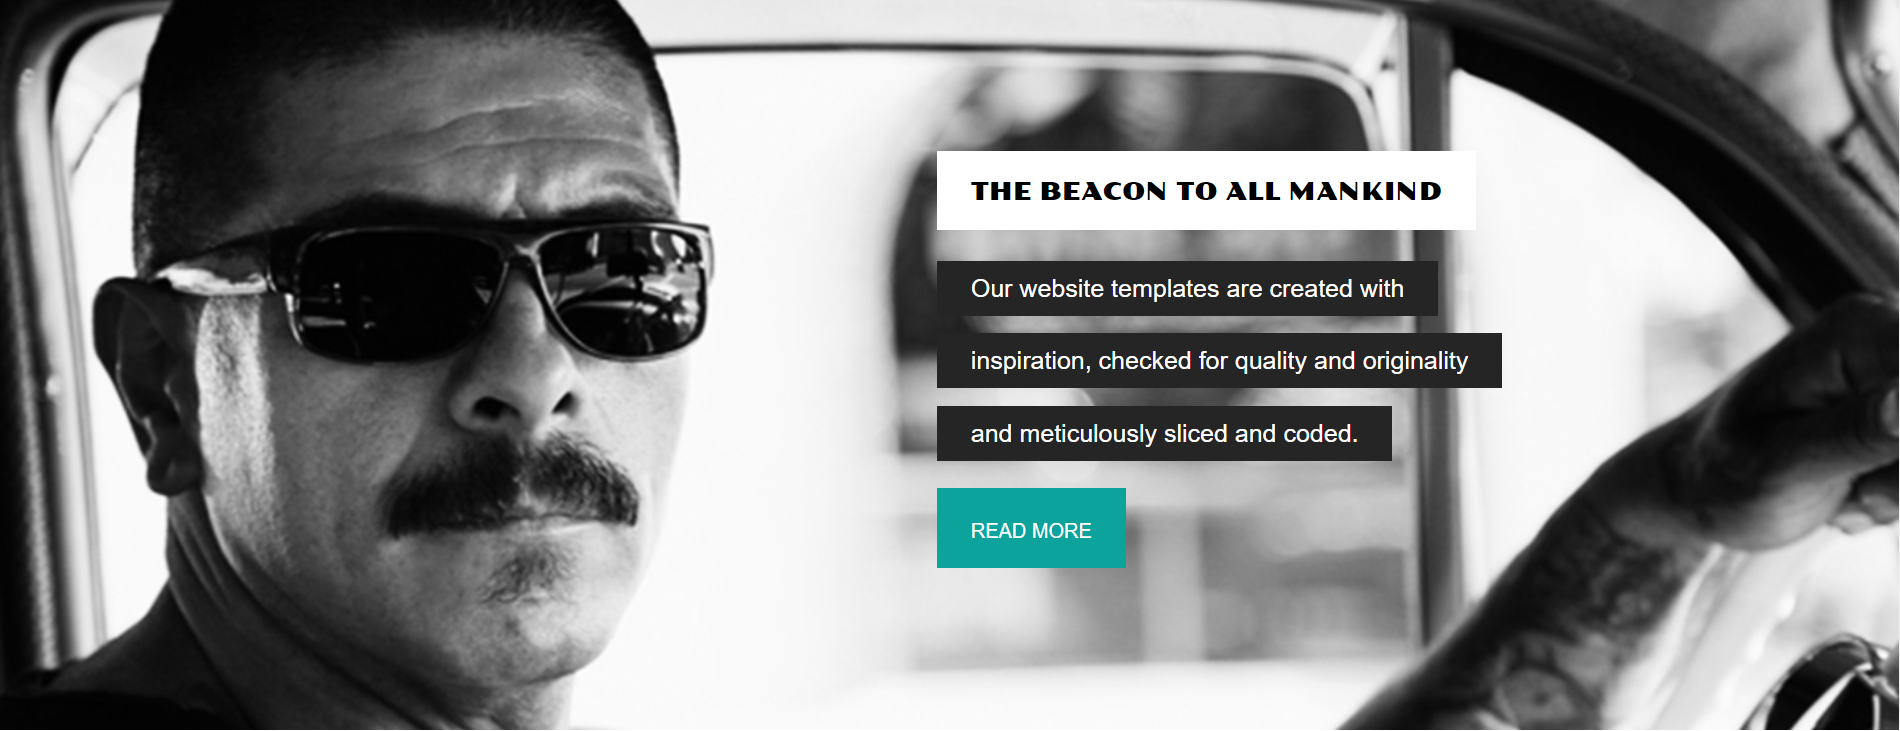 THE BEACON TO ALL MANKIND
Our website templates are created with
inspiration, checked for quality and originality
and meticulously sliced and coded.
READ MORE